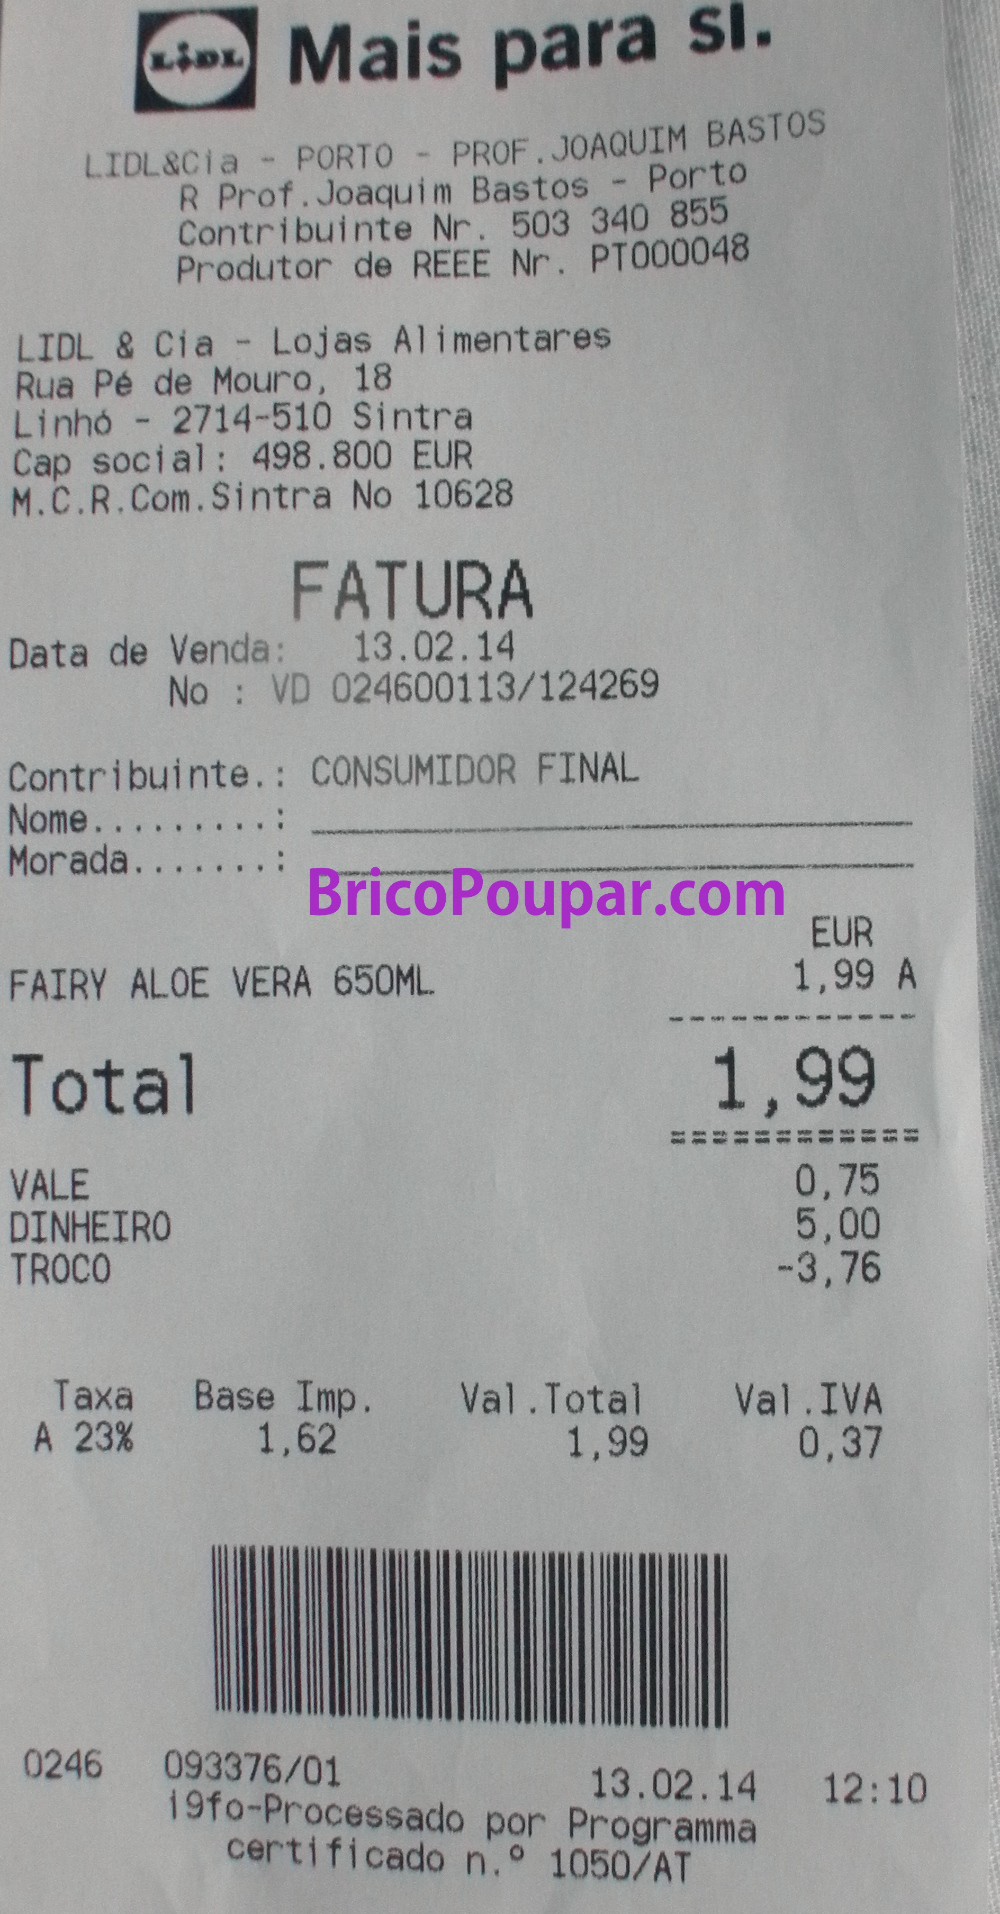 LIDL Mais para si.
LIDL&Cia - PORTO - PROF.JOAQUIM BASTOS
R Prof.Joaquim Bastos - Porto
Contribuinte Nr. 503 340 855
Produtor de REEE Nr. PT000048
LIDL & Cia - Lojas Alimentares
Rua Pé de Mouro, 18
Linhó - 2714-510 Sintra
Cap social: 498.800 EUR
M.C.R.Com.Sintra No 10628
FATURA
Data de Venda: 13.02.14
No : VD 024600113/124269
Contribuinte.: CONSUMIDOR FINAL
Nome.........:
Morada.......:
BricoPoupar.com
EUR
FAIRY ALOE VERA 650ML 1,99 A
Total 1,99
VALE 0,75
DINHEIRO 5,00
TROCO -3,76
Taxa Base Imp. Val.Total Val.IVA
A 23% 1,62 1,99 0,37
0246 093376/01 13.02.14 12:10
i9fo-Processado por Programma
certificado n.º 1050/AT